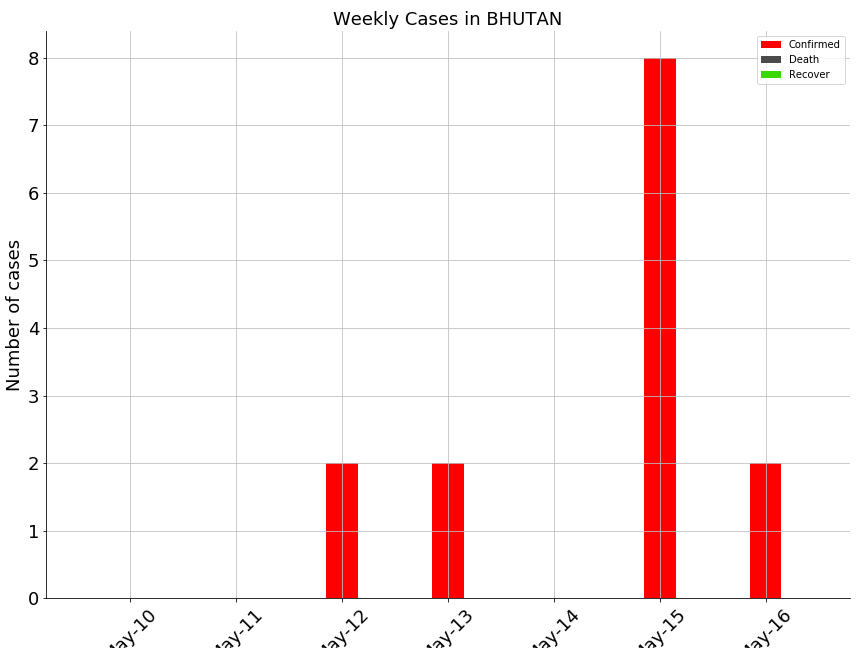 Weekly Cases in BHUTAN
Confirmed
Death
Recover
Number of cases
8
7
6
5
4
3
2
1
0
May-10
May-11
May-12
May-13
May-14
May-15
May-16